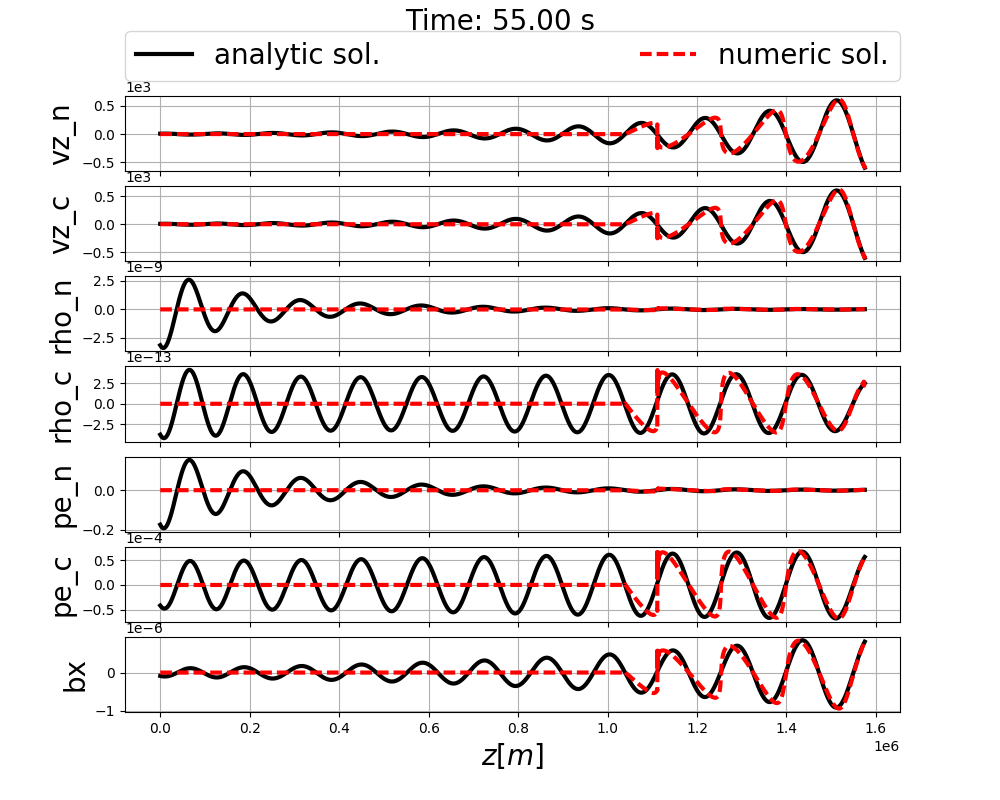 Time: 55.00 s
analytic sol.
numeric sol.
1e3
vz_n
0.5
0.0
−0.5
1e3
vz_c
0.5
0.0
−0.5
1e−9
rho_n
2.5
0.0
−2.5
1e−13
rho_c
2.5
0.0
−2.5
pe_n
0.0
−0.2
1e−4
pe_c
0.5
0.0
−0.5
1e−6
bx
0
−1
0.0 0.2 0.4 0.6 0.8 1.0 1.2 1.4 1.6
1e6
z[m]